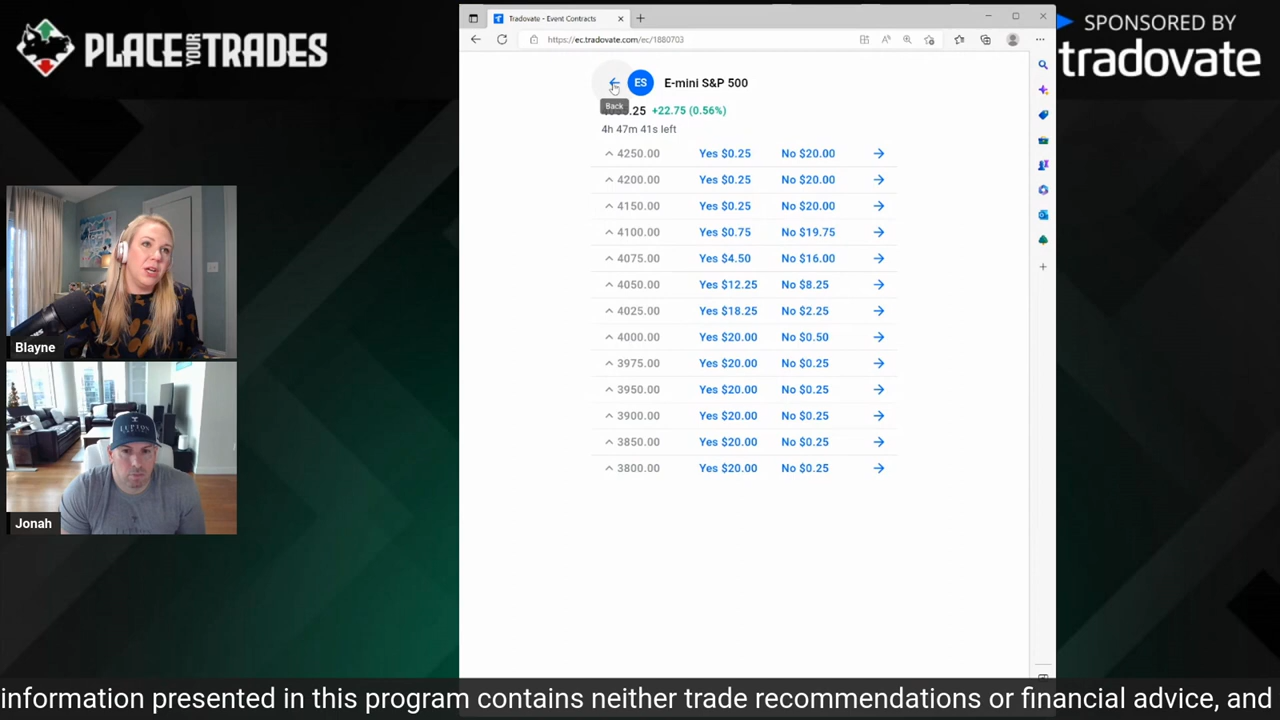 PLACE YOUR TRADES
Tradovate - Event Contracts
https://ec.tradovate.com/ec/1880703
SPONSORED BY
tradovate
ES
E-mini S&P 500
Back
.25 +22.75 (0.56%)
4h 47m 41s left
4250.00 Yes $0.25 No $20.00
4200.00 Yes $0.25 No $20.00
4150.00 Yes $0.25 No $20.00
4100.00 Yes $0.75 No $19.75
4075.00 Yes $4.50 No $16.00
4050.00 Yes $12.25 No $8.25
4025.00 Yes $18.25 No $2.25
4000.00 Yes $20.00 No $0.50
3975.00 Yes $20.00 No $0.25
3950.00 Yes $20.00 No $0.25
3900.00 Yes $20.00 No $0.25
3850.00 Yes $20.00 No $0.25
3800.00 Yes $20.00 No $0.25
Blayne
Jonah
information presented in this program contains neither trade recommendations or financial advice, and